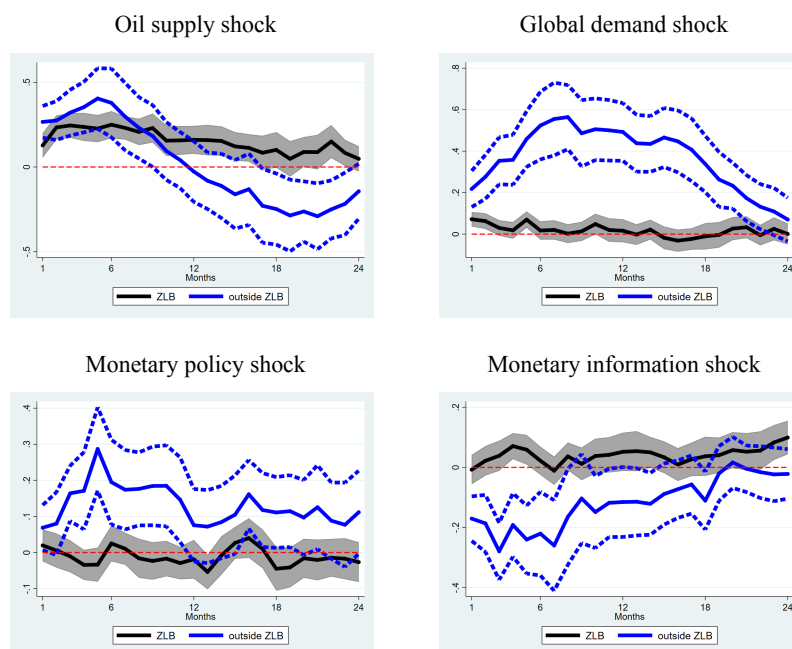 Oil supply shock
.5
0
-.5
1 6 12 18 24
Months
ZLB outside ZLB
Global demand shock
.8
.6
.4
.2
0
1 6 12 18 24
Months
ZLB outside ZLB
Monetary policy shock
.4
.3
.2
.1
0
-.1
1 6 12 18 24
Months
ZLB outside ZLB
Monetary information shock
.2
0
-.2
-.4
1 6 12 18 24
Months
ZLB outside ZLB